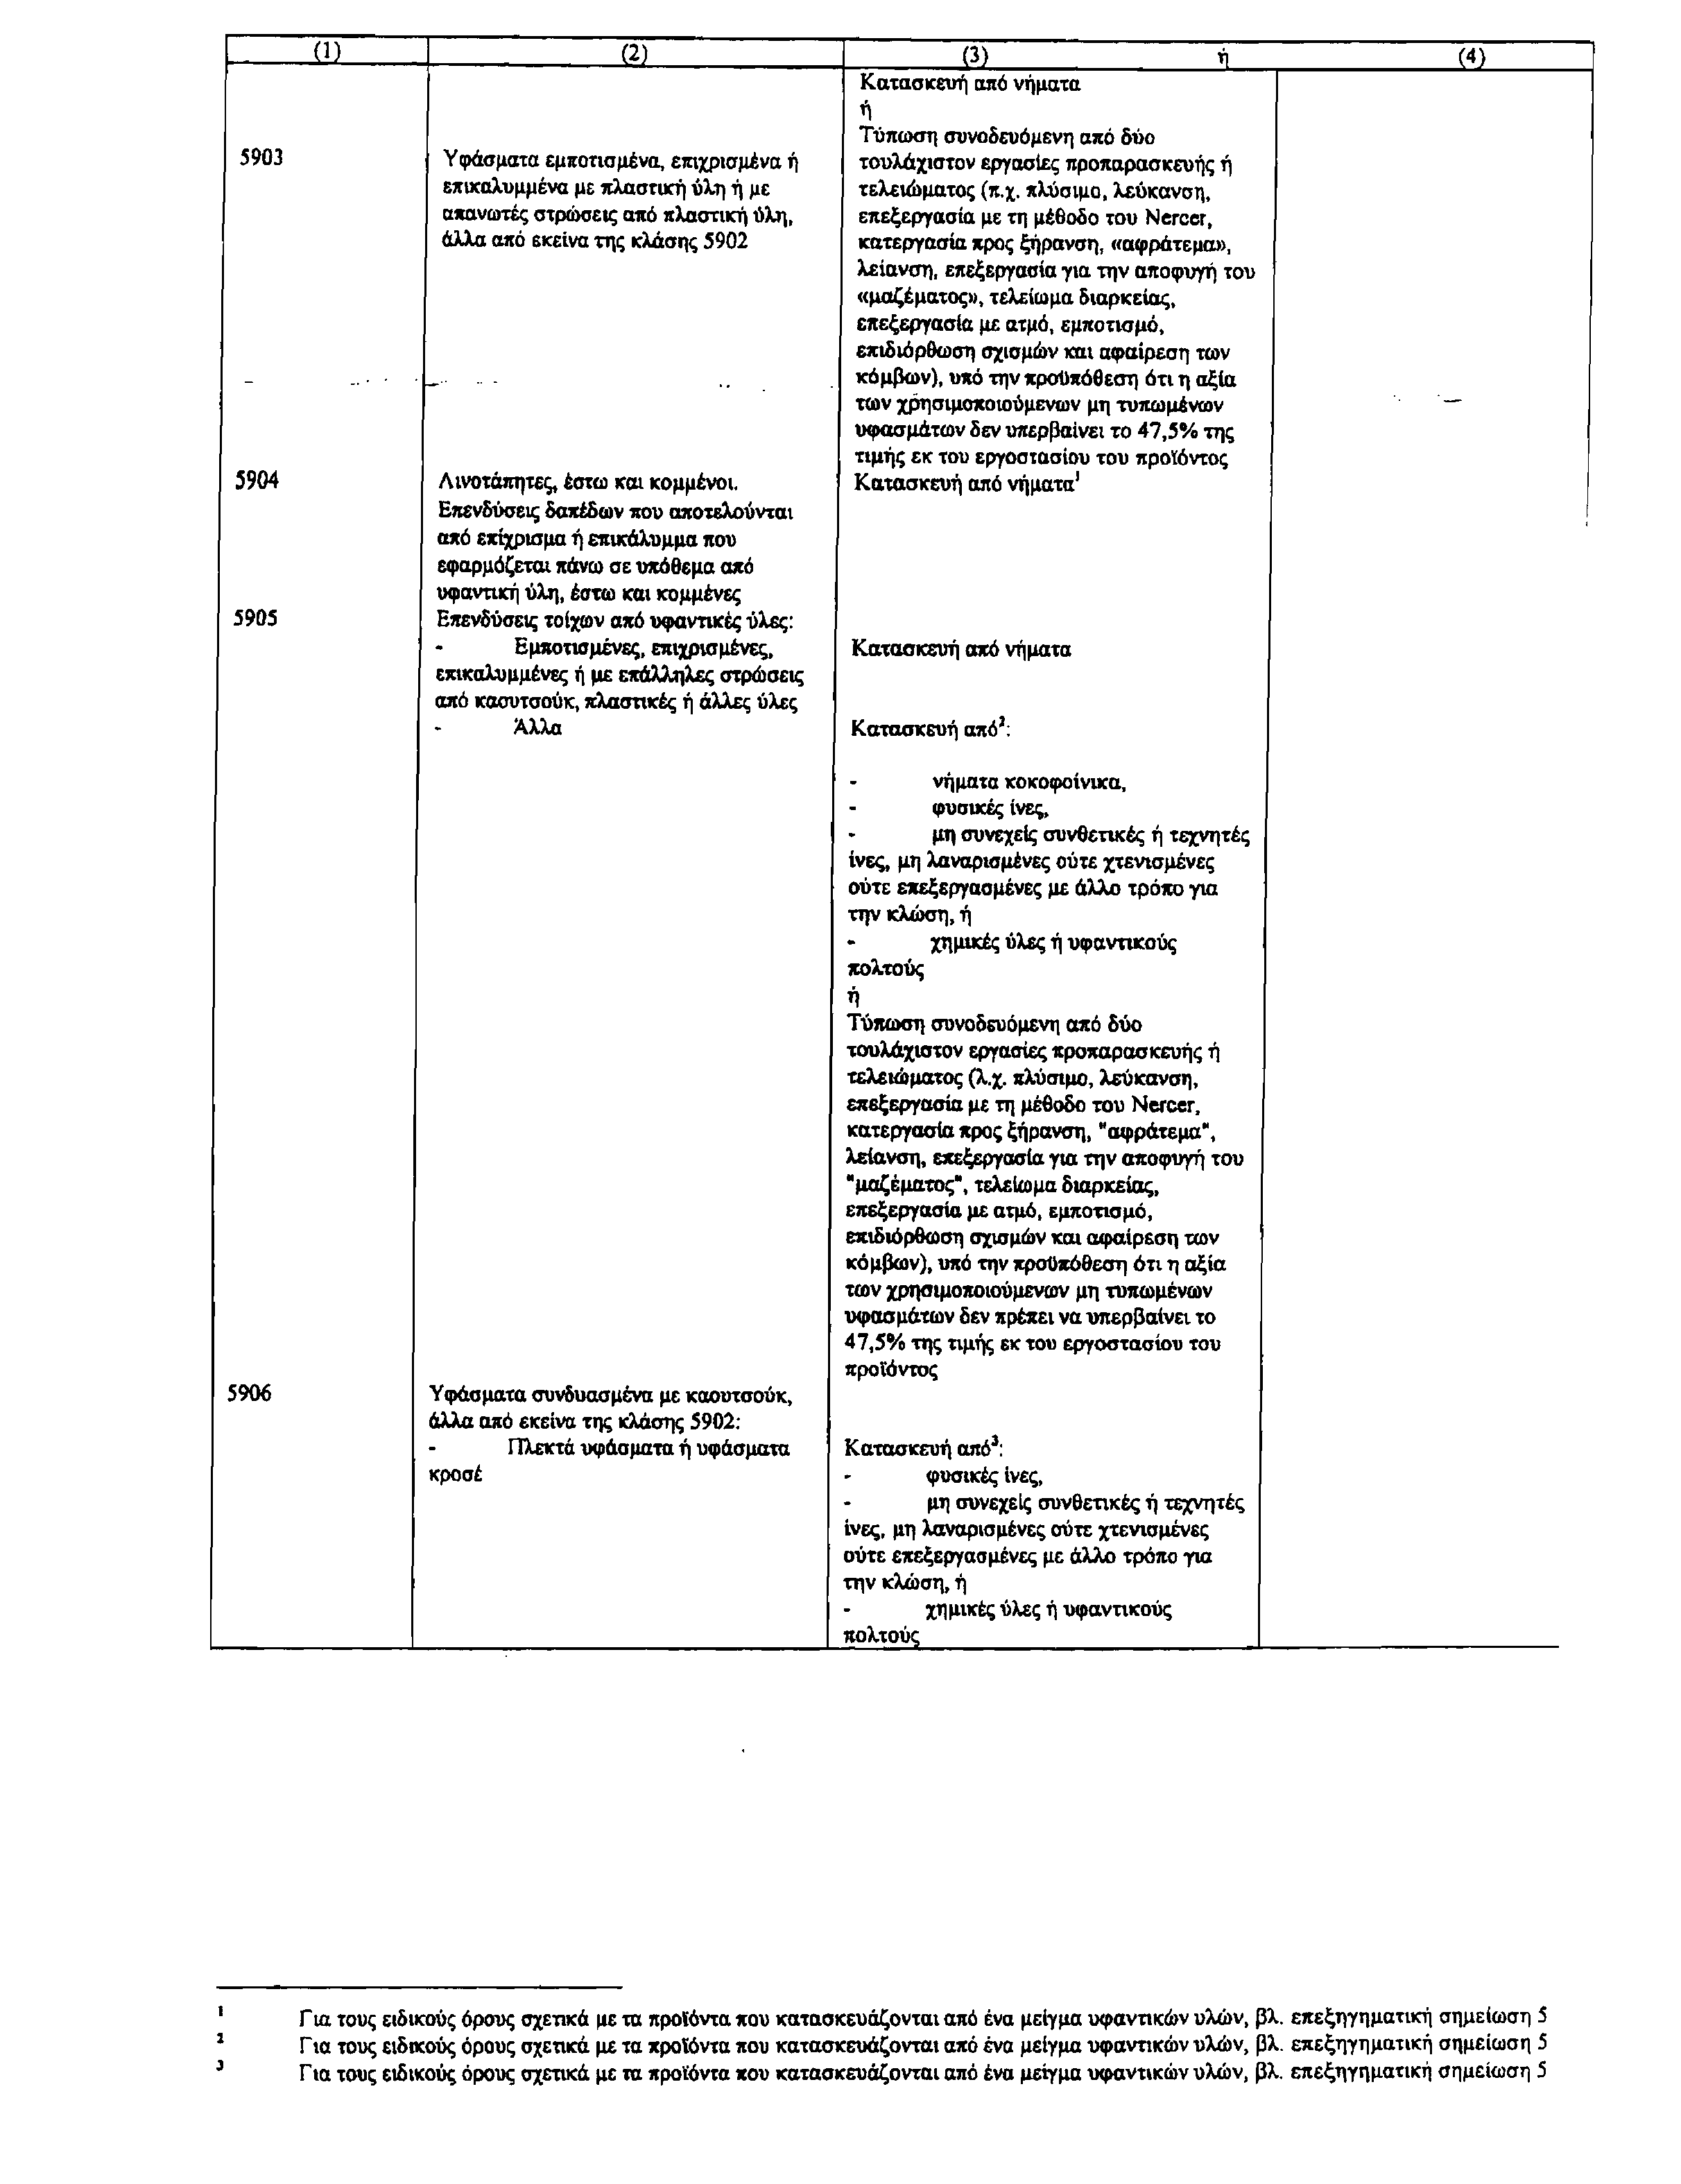 (1) (2) (3) ή (4)
Κατασκευή από νήματα
ή
Τύπωση συνοδευόμενη από δύο
5903 Υφάσματα εμποτισμένα, επιχρισμένα ή τουλάχιστον εργασίες προπαρασκευής ή
επικαλυμμένα με πλαστική ύλη ή με τελειώματος (π.χ. πλύσιμο, λεύκανση,
απανωτές στρώσεις από πλαστική ύλη, επεξεργασία με τη μέθοδο του Nercer,
άλλα από εκείνα της κλάσης 5902 κατεργασία προς ξήρανση, «αφράτεμα»,
λείανση, επεξεργασία για την αποφυγή του
«μαζέματος», τελείωμα διαρκείας,
επεξεργασία με ατμό, εμποτισμό,
επιδιόρθωση σχισμών και αφαίρεση των
κόμβων), υπό την προϋπόθεση ότι η αξία
των χρησιμοποιούμενων μη τυπωμένων
υφασμάτων δεν υπερβαίνει το 47,5% της
τιμής εκ του εργοστασίου του προϊόντος
5904 Λινοτάπητες, έστω και κομμένοι. Κατασκευή από νήματα¹
Επενδύσεις δαπέδων που αποτελούνται
από επίχρισμα ή επικάλυμμα που
εφαρμόζεται πάνω σε υπόθεμα από
υφαντική ύλη, έστω και κομμένες
5905 Επενδύσεις τοίχων από υφαντικές ύλες:
- Εμποτισμένες, επιχρισμένες, Κατασκευή από νήματα
επικαλυμμένες ή με επάλληλες στρώσεις
από καουτσούκ, πλαστικές ή άλλες ύλες
- Άλλα Κατασκευή από²:
- νήματα κοκοφοίνικα,
- φυσικές ίνες,
- μη συνεχείς συνθετικές ή τεχνητές
ίνες, μη λαναρισμένες ούτε χτενισμένες
ούτε επεξεργασμένες με άλλο τρόπο για
την κλώση, ή
- χημικές ύλες ή υφαντικούς
πολτούς
ή
Τύπωση συνοδευόμενη από δύο
τουλάχιστον εργασίες προπαρασκευής ή
τελειώματος (λ.χ. πλύσιμο, λεύκανση,
επεξεργασία με τη μέθοδο του Nercer,
κατεργασία προς ξήρανση, "αφράτεμα",
λείανση, επεξεργασία για την αποφυγή του
"μαζέματος", τελείωμα διαρκείας,
επεξεργασία με ατμό, εμποτισμό,
επιδιόρθωση σχισμών και αφαίρεση των
κόμβων), υπό την προϋπόθεση ότι η αξία
των χρησιμοποιούμενων μη τυπωμένων
υφασμάτων δεν πρέπει να υπερβαίνει το
47,5% της τιμής εκ του εργοστασίου του
προϊόντος
5906 Υφάσματα συνδυασμένα με καουτσούκ,
άλλα από εκείνα της κλάσης 5902:
- Πλεκτά υφάσματα ή υφάσματα Κατασκευή από³:
κροσέ - φυσικές ίνες,
- μη συνεχείς συνθετικές ή τεχνητές
ίνες, μη λαναρισμένες ούτε χτενισμένες
ούτε επεξεργασμένες με άλλο τρόπο για
την κλώση, ή
- χημικές ύλες ή υφαντικούς
πολτούς
¹ Για τους ειδικούς όρους σχετικά με τα προϊόντα που κατασκευάζονται από ένα μείγμα υφαντικών υλών, βλ. επεξηγηματική σημείωση 5
² Για τους ειδικούς όρους σχετικά με τα προϊόντα που κατασκευάζονται από ένα μείγμα υφαντικών υλών, βλ. επεξηγηματική σημείωση 5
³ Για τους ειδικούς όρους σχετικά με τα προϊόντα που κατασκευάζονται από ένα μείγμα υφαντικών υλών, βλ. επεξηγηματική σημείωση 5